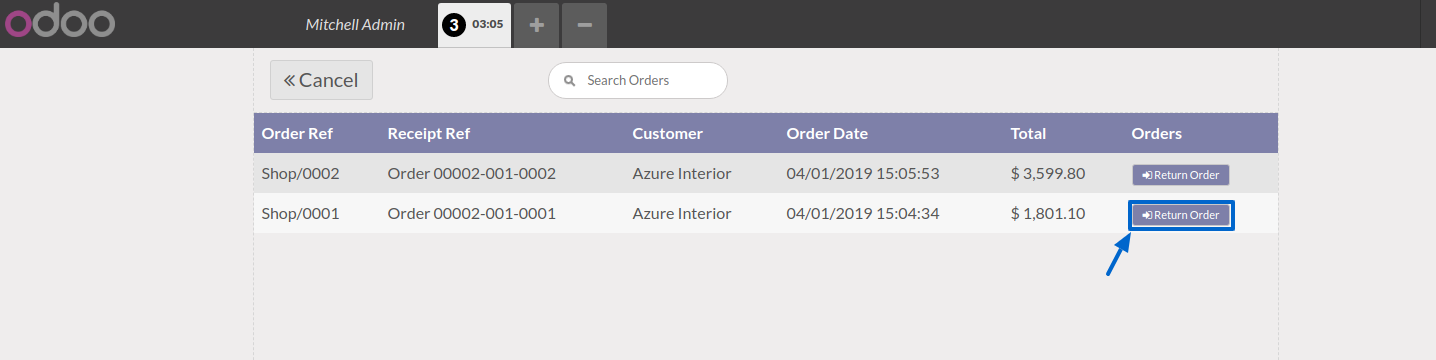 odoo Mitchell Admin 3 03:05
Cancel Search Orders
Order Ref Receipt Ref Customer Order Date Total Orders
Shop/0002 Order 00002-001-0002 Azure Interior 04/01/2019 15:05:53 $ 3,599.80 Return Order
Shop/0001 Order 00002-001-0001 Azure Interior 04/01/2019 15:04:34 $ 1,801.10 Return Order